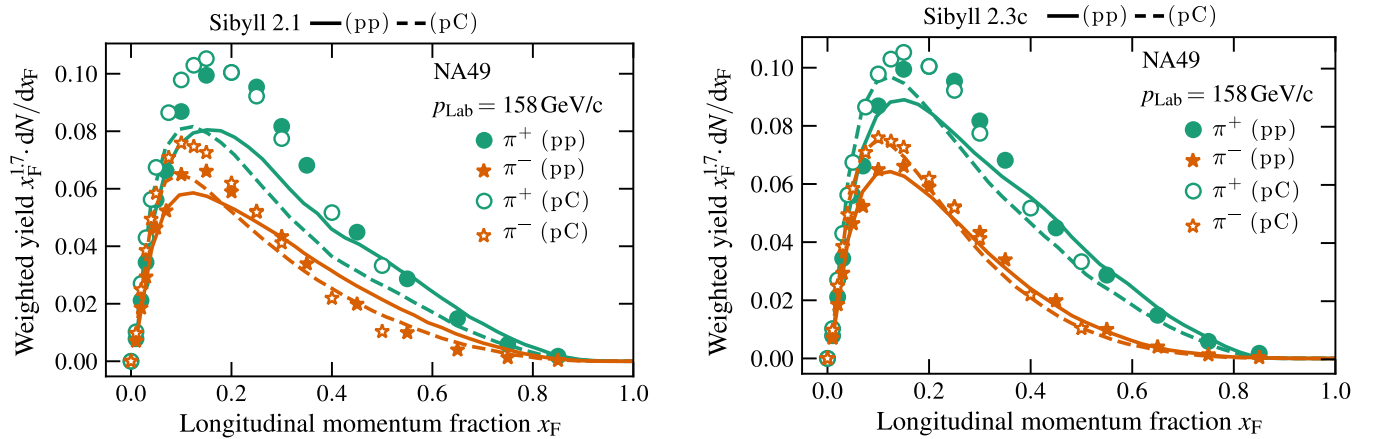 Sibyll 2.1 (pp) (pC)
Weighted yield x_F^1.7 · dN/dx_F
0.10
0.08
0.06
0.04
0.02
0.00
NA49
p_Lab = 158 GeV/c
π+ (pp)
π− (pp)
π+ (pC)
π− (pC)
0.0 0.2 0.4 0.6 0.8 1.0
Longitudinal momentum fraction x_F
Sibyll 2.3c (pp) (pC)
Weighted yield x_F^1.7 · dN/dx_F
0.10
0.08
0.06
0.04
0.02
0.00
NA49
p_Lab = 158 GeV/c
π+ (pp)
π− (pp)
π+ (pC)
π− (pC)
0.0 0.2 0.4 0.6 0.8 1.0
Longitudinal momentum fraction x_F